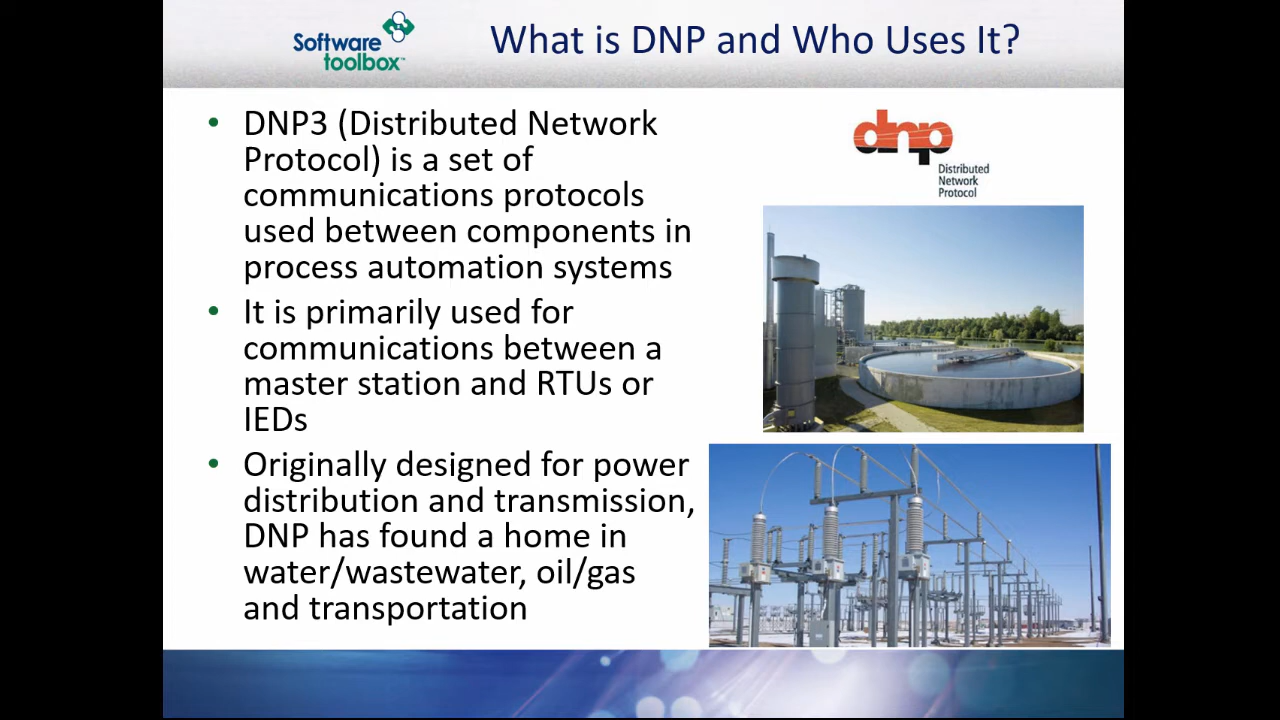 Software
toolbox™
What is DNP and Who Uses It?
• DNP3 (Distributed Network
Protocol) is a set of
communications protocols
used between components in
process automation systems
• It is primarily used for
communications between a
master station and RTUs or
IEDs
• Originally designed for power
distribution and transmission,
DNP has found a home in
water/wastewater, oil/gas
and transportation
dnp
Distributed
Network
Protocol